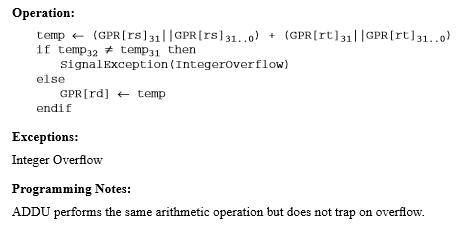 Operation:
temp ← (GPR[rs]31||GPR[rs]31..0) + (GPR[rt]31||GPR[rt]31..0)
if temp32 ≠ temp31 then
SignalException(IntegerOverflow)
else
GPR[rd] ← temp
endif
Exceptions:
Integer Overflow
Programming Notes:
ADDU performs the same arithmetic operation but does not trap on overflow.